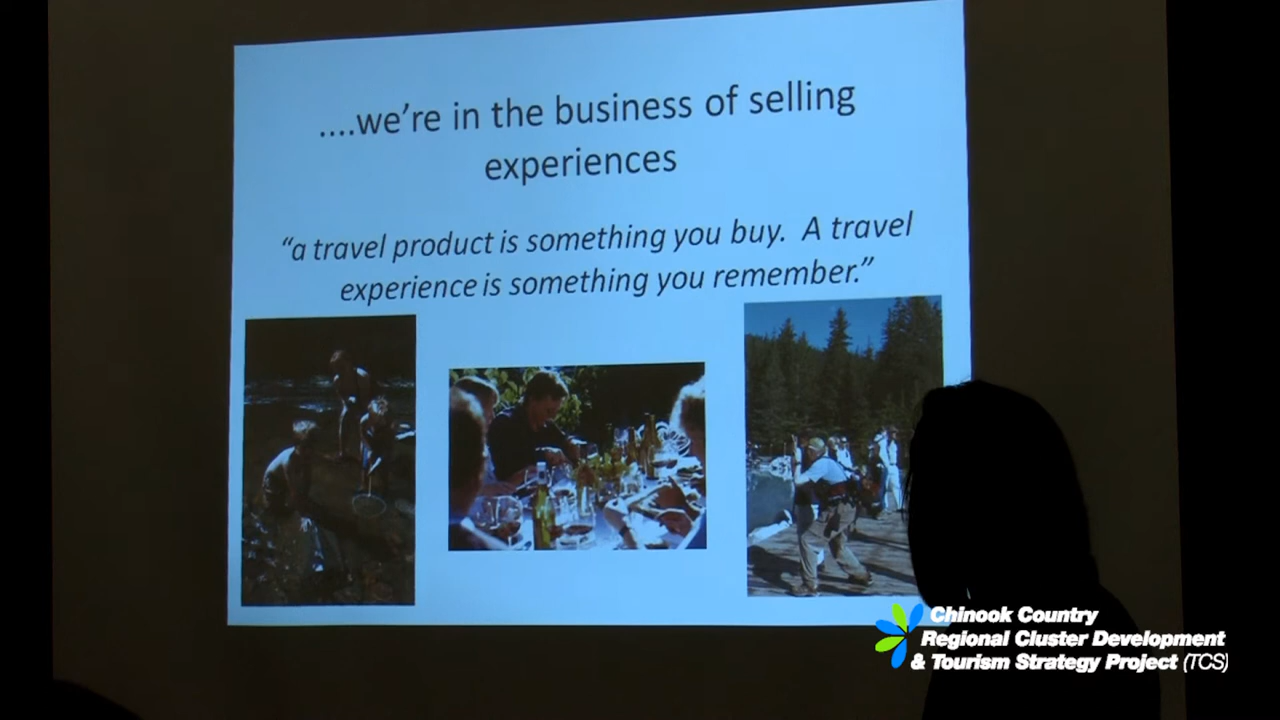 ....we're in the business of selling
experiences
“a travel product is something you buy.  A travel
experience is something you remember.”
Chinook Country
Regional Cluster Development
& Tourism Strategy Project (TCS)